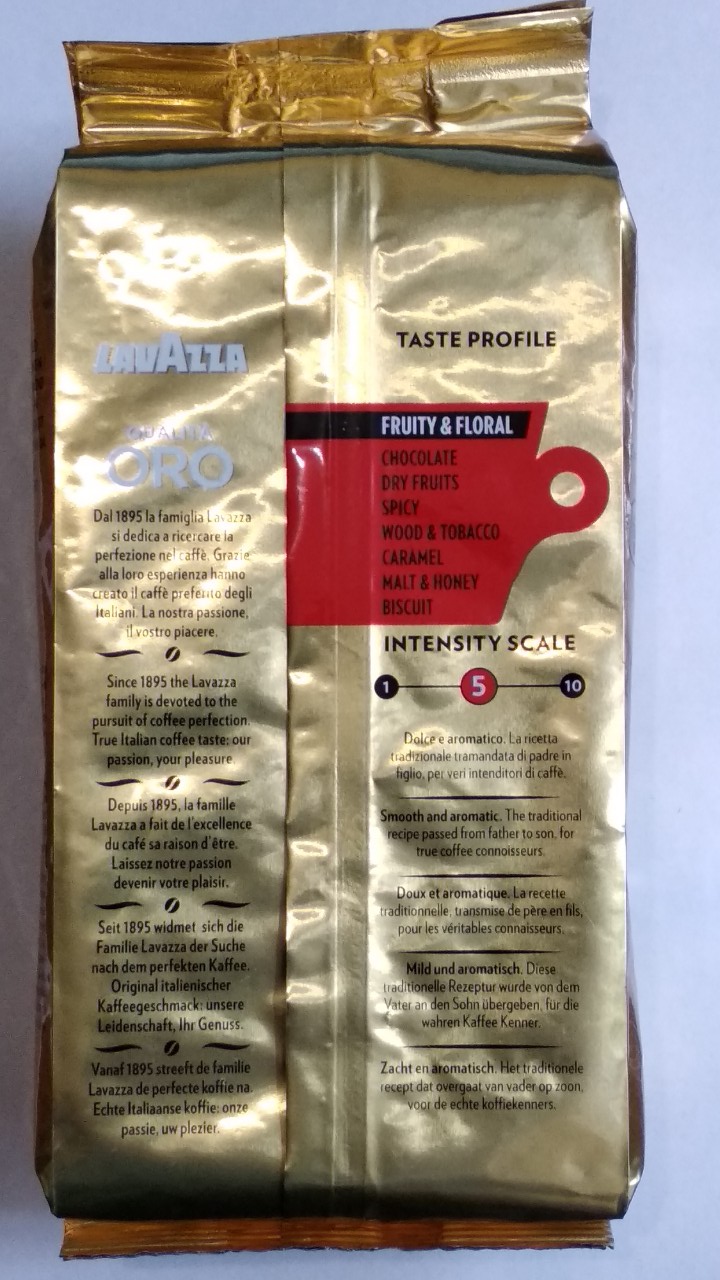 LAVAZZA
QUALITÀ
ORO
Dal 1895 la famiglia Lavazza
si dedica a ricercare la
perfezione nel caffè. Grazie
alla loro esperienza hanno
creato il caffè preferito degli
Italiani. La nostra passione,
il vostro piacere.
Since 1895 the Lavazza
family is devoted to the
pursuit of coffee perfection.
True Italian coffee taste: our
passion, your pleasure.
Depuis 1895, la famille
Lavazza a fait de l'excellence
du café sa raison d'être.
Laissez notre passion
devenir votre plaisir.
Seit 1895 widmet sich die
Familie Lavazza der Suche
nach dem perfekten Kaffee.
Original italienischer
Kaffeegeschmack: unsere
Leidenschaft, Ihr Genuss.
Vanaf 1895 streeft de familie
Lavazza de perfecte koffie na.
Echte Italiaanse koffie: onze
passie, uw plezier.
TASTE PROFILE
FRUITY & FLORAL
CHOCOLATE
DRY FRUITS
SPICY
WOOD & TOBACCO
CARAMEL
MALT & HONEY
BISCUIT
INTENSITY SCALE
1 5 10
Dolce e aromatico. La ricetta
tradizionale tramandata di padre in
figlio, per veri intenditori di caffè.
Smooth and aromatic. The traditional
recipe passed from father to son, for
true coffee connoisseurs.
Doux et aromatique. La recette
traditionnelle, transmise de père en fils,
pour les véritables connaisseurs.
Mild und aromatisch. Diese
traditionelle Rezeptur wurde von dem
Vater an den Sohn übergeben, für die
wahren Kaffee Kenner.
Zacht en aromatisch. Het traditionele
recept dat overgaat van vader op zoon,
voor de echte koffiekenners.